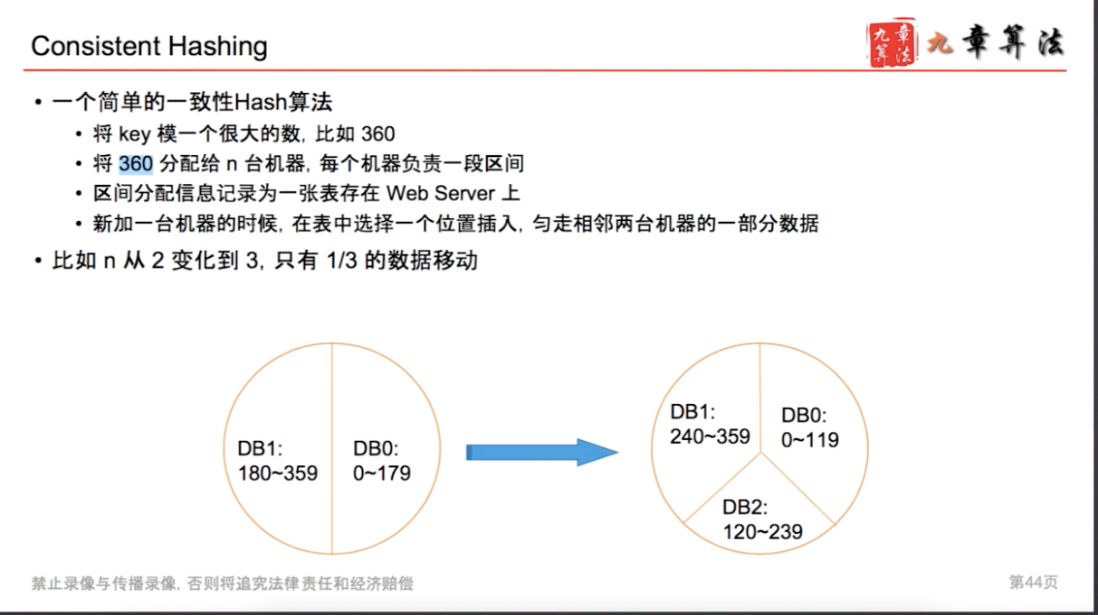 Consistent Hashing
九章算法
九章算法
• 一个简单的一致性Hash算法
• 将 key 模一个很大的数, 比如 360
• 将 360 分配给 n 台机器, 每个机器负责一段区间
• 区间分配信息记录为一张表存在 Web Server 上
• 新加一台机器的时候, 在表中选择一个位置插入, 匀走相邻两台机器的一部分数据
• 比如 n 从 2 变化到 3, 只有 1/3 的数据移动
DB1:
180~359
DB0:
0~179
DB1:
240~359
DB0:
0~119
DB2:
120~239
禁止录像与传播录像, 否则将追究法律责任和经济赔偿
第44页